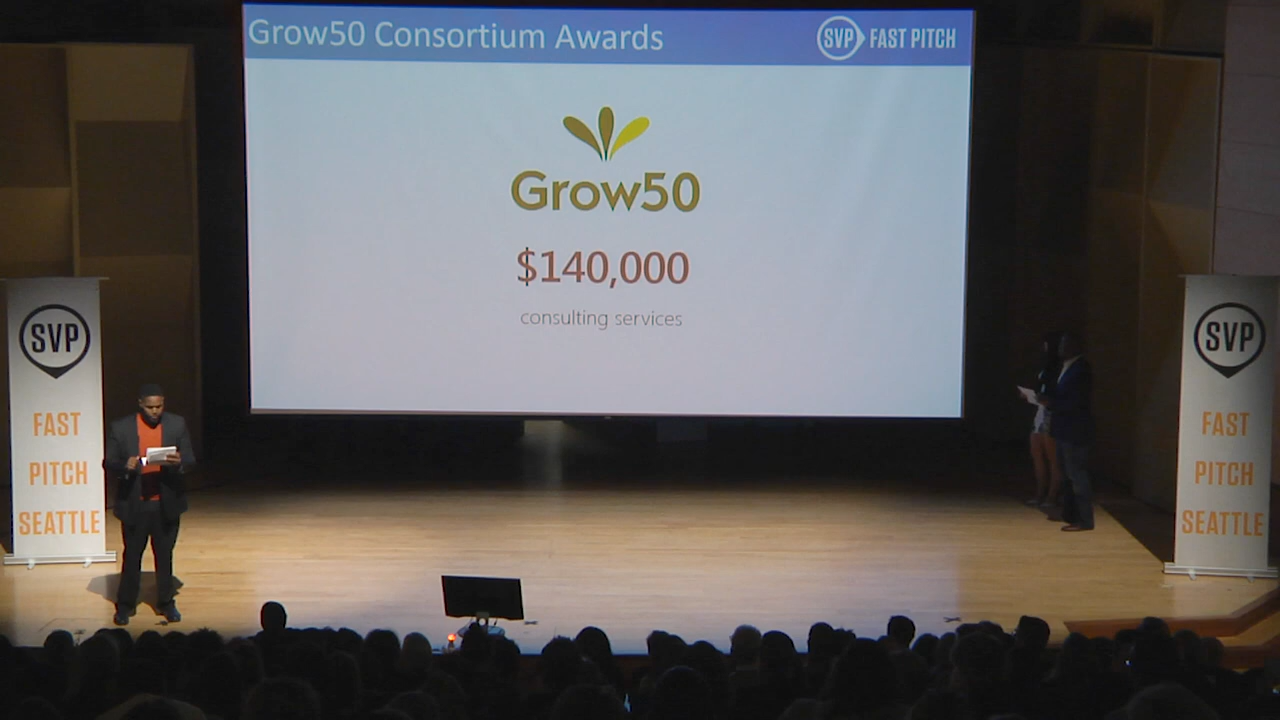 Grow50 Consortium Awards
SVP FAST PITCH
Grow50
$140,000
consulting services
SVP
FAST
PITCH
SEATTLE
SVP
FAST
PITCH
SEATTLE